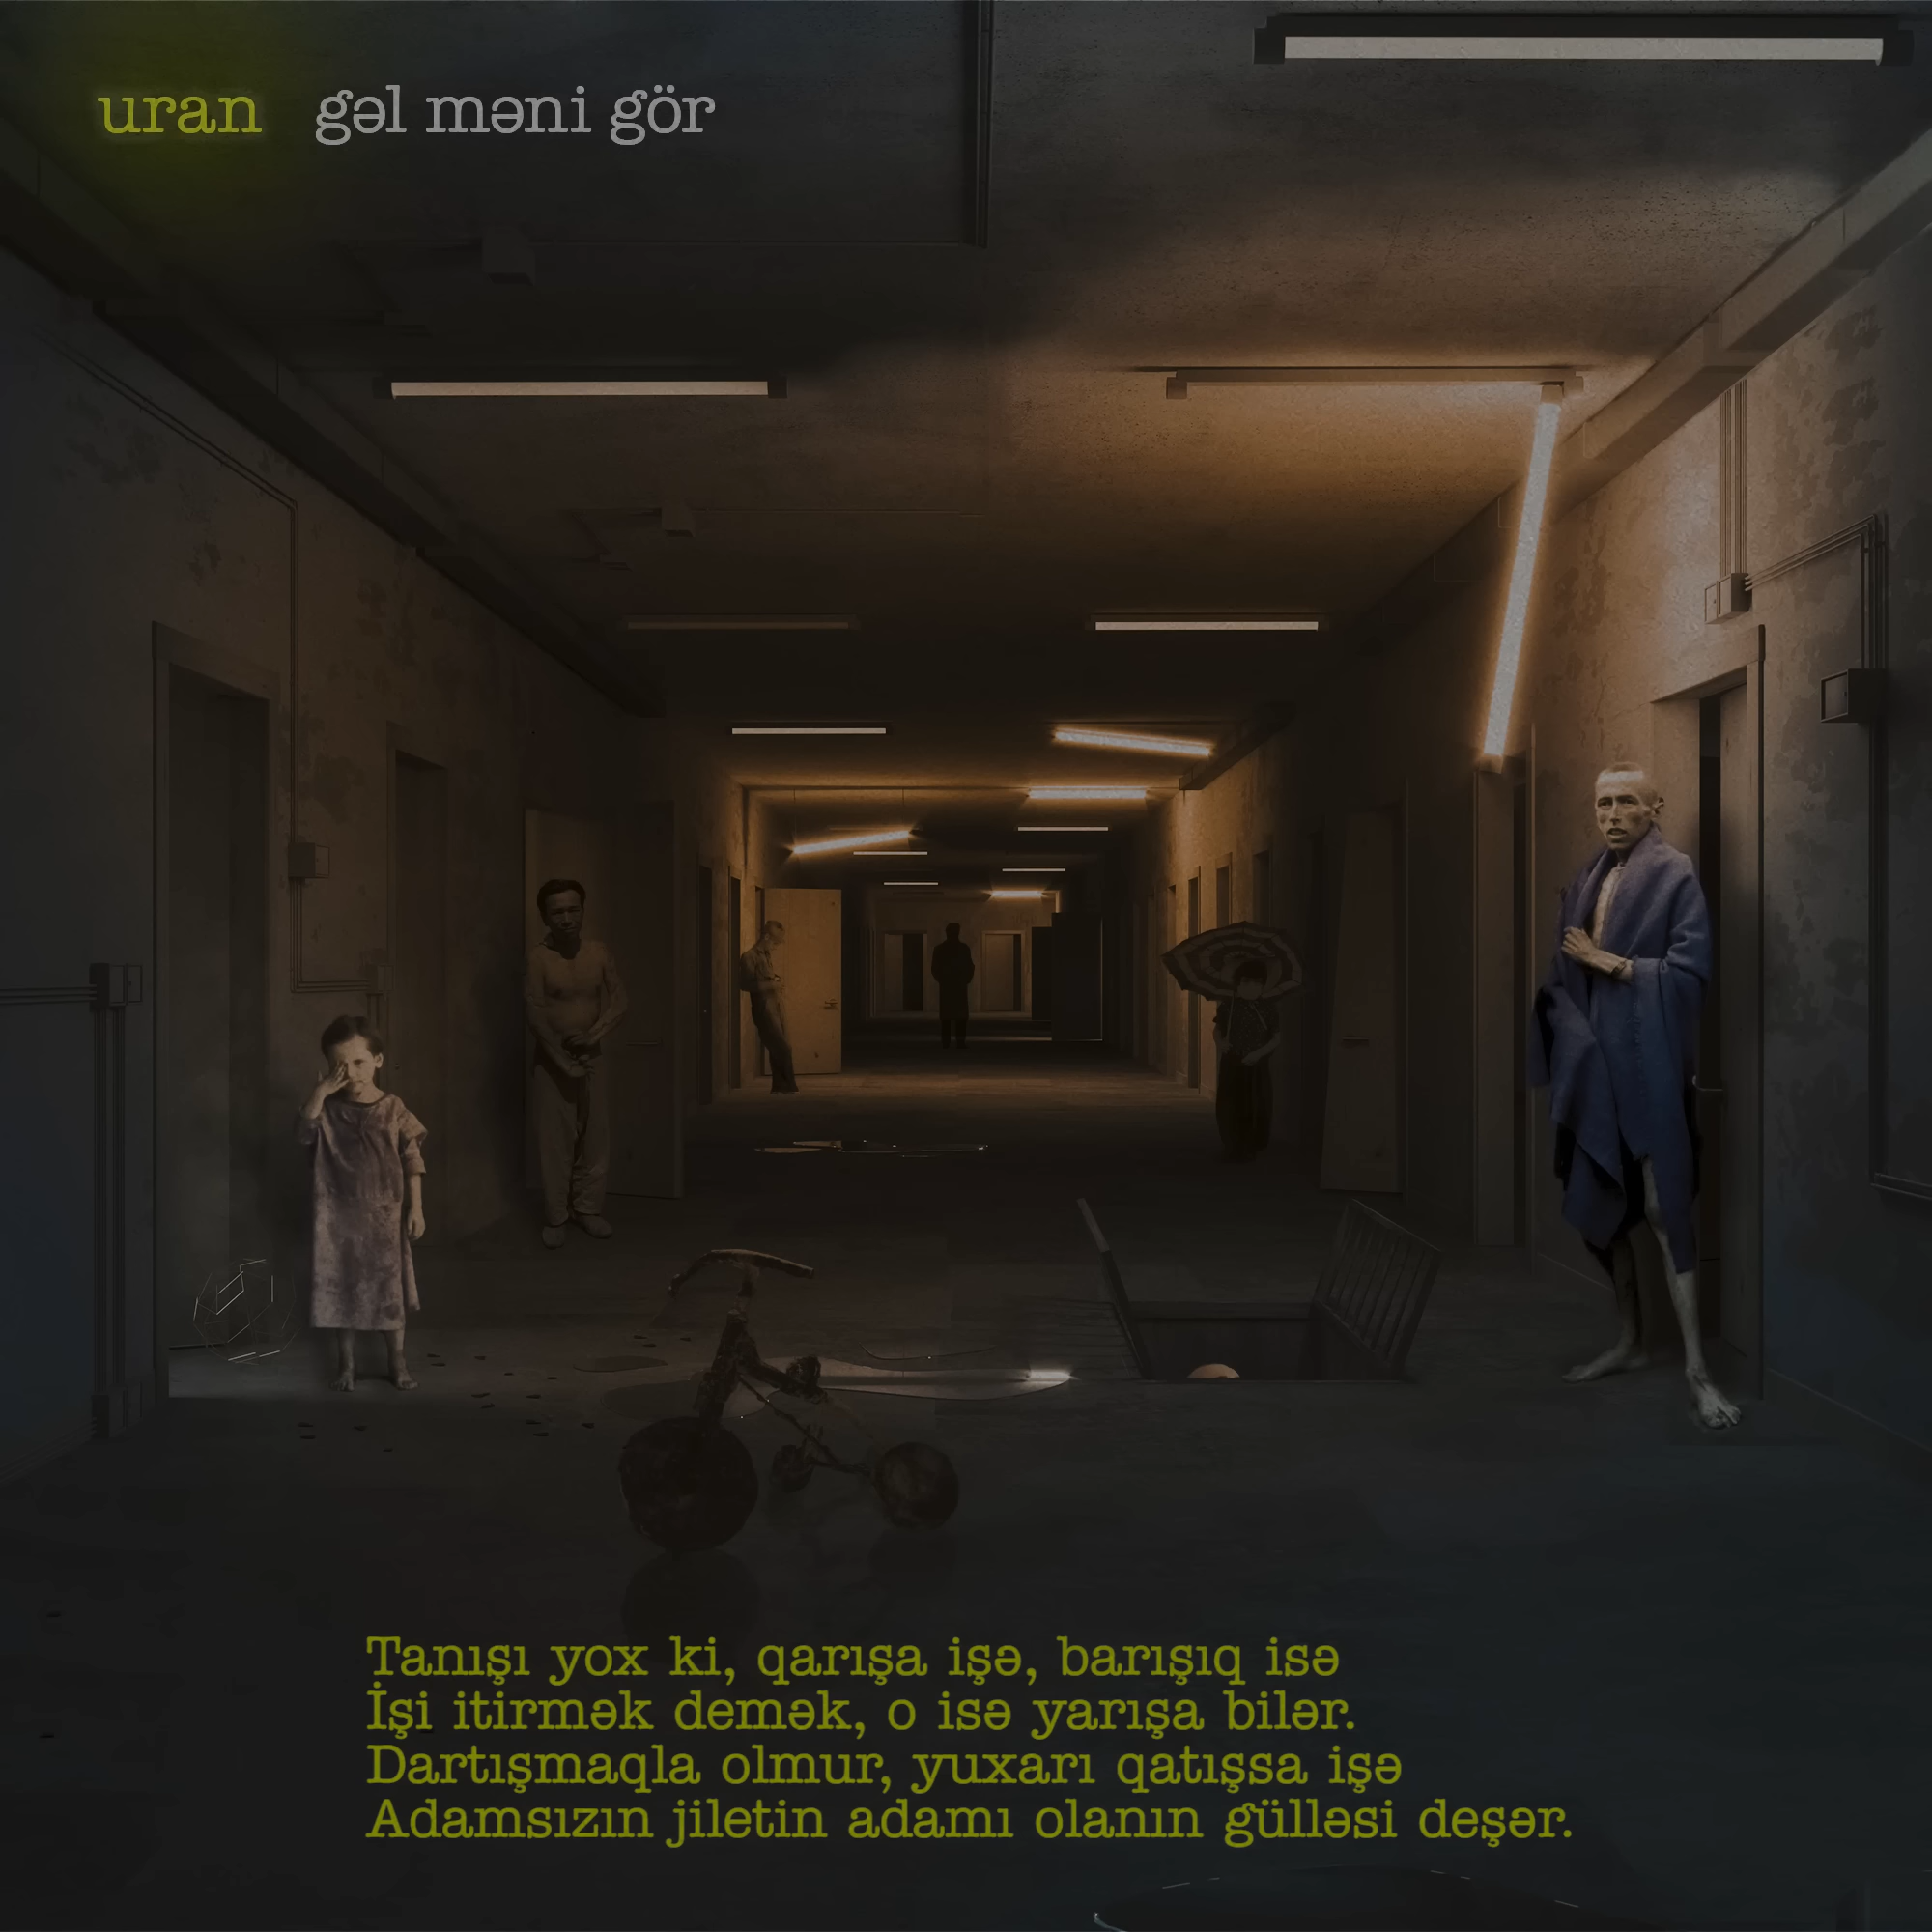 uran gəl məni gör
Tanışı yox ki, qarışa işə, barışıq isə
İşi itirmək demək, o isə yarışa bilər.
Dartışmaqla olmur, yuxarı qatışsa işə
Adamsızın jiletin adamı olanın gülləsi deşər.